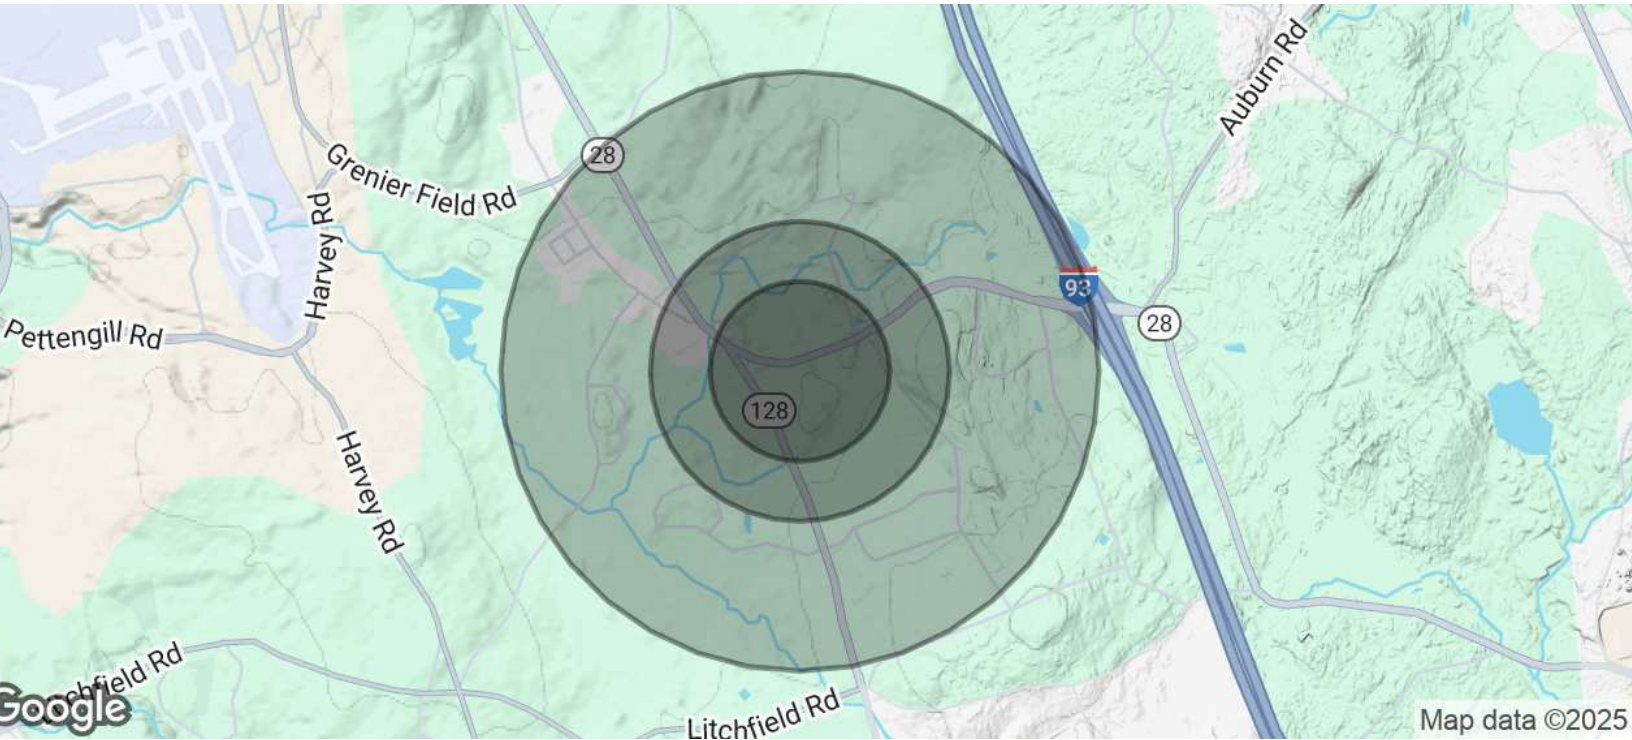 Auburn Rd
28
Grenier Field Rd
Harvey Rd
93
28
Pettengill Rd
128
Harvey Rd
Litchfield Rd
Google
Litchfield Rd
Map data ©2025